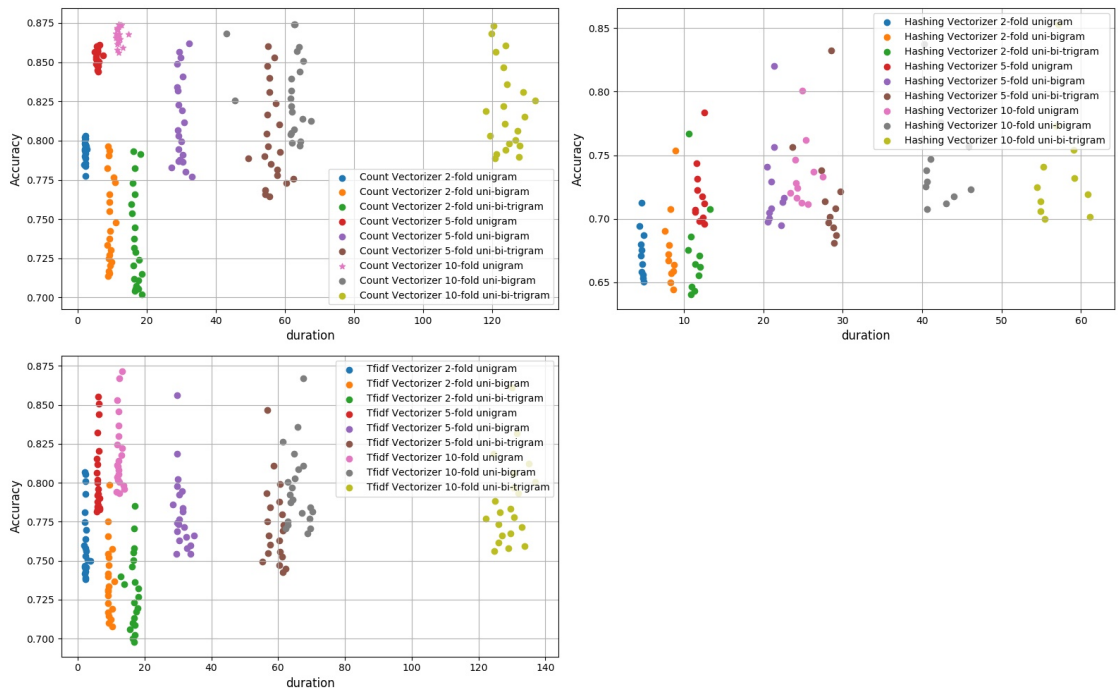 0.875
0.850
0.825
0.800
0.775
0.750
0.725
0.700
Accuracy
0
20
40
60
80
100
120
duration
Count Vectorizer 2-fold unigram
Count Vectorizer 2-fold uni-bigram
Count Vectorizer 2-fold uni-bi-trigram
Count Vectorizer 5-fold unigram
Count Vectorizer 5-fold uni-bigram
Count Vectorizer 5-fold uni-bi-trigram
Count Vectorizer 10-fold unigram
Count Vectorizer 10-fold uni-bigram
Count Vectorizer 10-fold uni-bi-trigram
0.85
0.80
0.75
0.70
0.65
Accuracy
10
20
30
40
50
60
duration
Hashing Vectorizer 2-fold unigram
Hashing Vectorizer 2-fold uni-bigram
Hashing Vectorizer 2-fold uni-bi-trigram
Hashing Vectorizer 5-fold unigram
Hashing Vectorizer 5-fold uni-bigram
Hashing Vectorizer 5-fold uni-bi-trigram
Hashing Vectorizer 10-fold unigram
Hashing Vectorizer 10-fold uni-bigram
Hashing Vectorizer 10-fold uni-bi-trigram
0.875
0.850
0.825
0.800
0.775
0.750
0.725
0.700
Accuracy
0
20
40
60
80
100
120
140
duration
Tfidf Vectorizer 2-fold unigram
Tfidf Vectorizer 2-fold uni-bigram
Tfidf Vectorizer 2-fold uni-bi-trigram
Tfidf Vectorizer 5-fold unigram
Tfidf Vectorizer 5-fold uni-bigram
Tfidf Vectorizer 5-fold uni-bi-trigram
Tfidf Vectorizer 10-fold unigram
Tfidf Vectorizer 10-fold uni-bigram
Tfidf Vectorizer 10-fold uni-bi-trigram